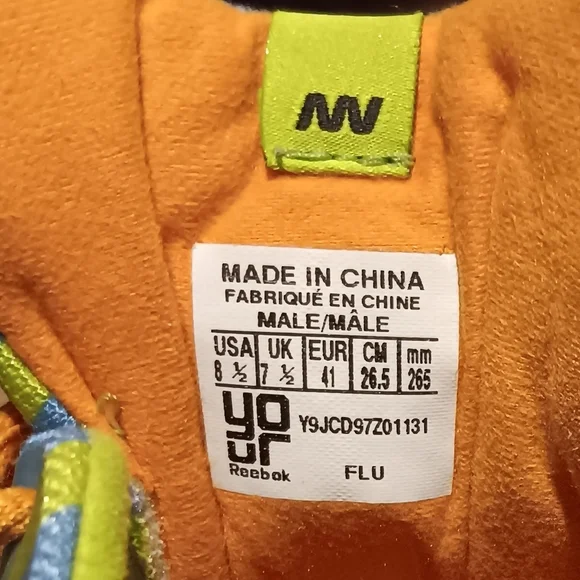 MADE IN CHINA
FABRIQUÉ EN CHINE
MALE/MÂLE
USA UK EUR CM mm
8 ½ 7 ½ 41 26.5 265
yo
ur
Reebok
Y9JCD97Z01131
FLU